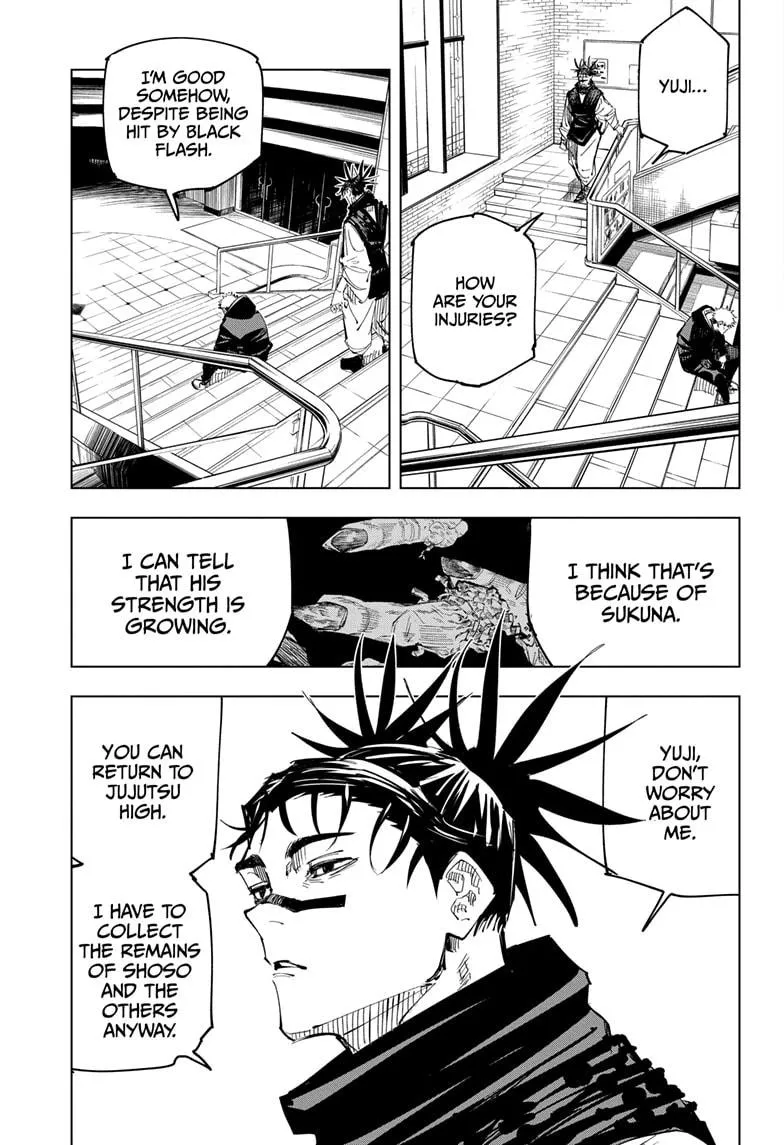 YUJI...
HOW
ARE YOUR
INJURIES?
I'M GOOD
SOMEHOW,
DESPITE BEING
HIT BY BLACK
FLASH.
I THINK THAT'S
BECAUSE OF
SUKUNA.
I CAN TELL
THAT HIS
STRENGTH IS
GROWING.
YUJI,
DON'T
WORRY
ABOUT
ME.
YOU CAN
RETURN TO
JUJUTSU
HIGH.
I HAVE TO
COLLECT
THE REMAINS
OF SHOSO
AND THE
OTHERS
ANYWAY.